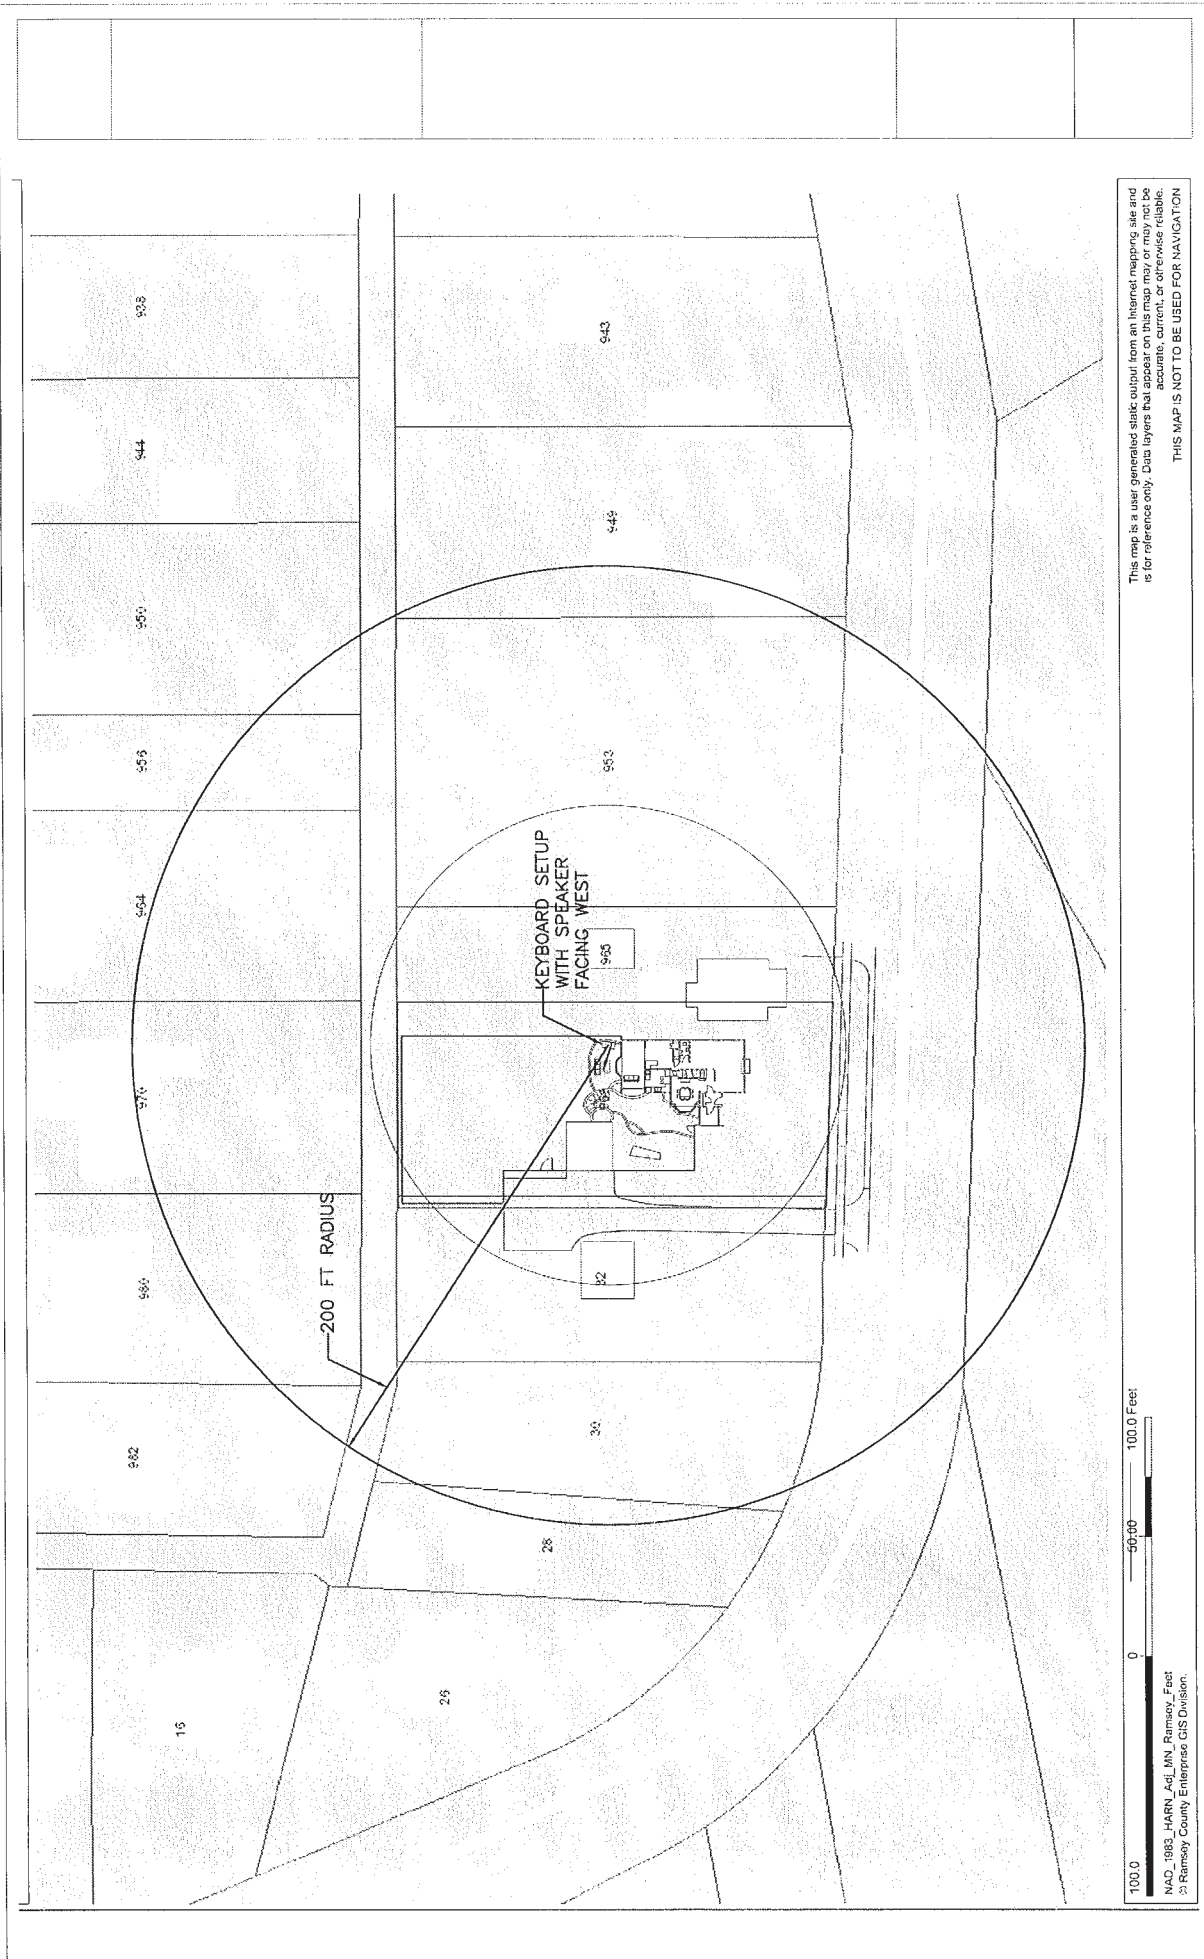 938
944
950
956
964
970
980
982
16
943
949
953
965
KEYBOARD SETUP
WITH SPEAKER
FACING WEST
200 FT RADIUS
32
30
28
26
This map is a user generated static output from an Internet mapping site and
is for reference only. Data layers that appear on this map may or may not be
accurate, current, or otherwise reliable.
THIS MAP IS NOT TO BE USED FOR NAVIGATION
100.0
0
50.00
100.0 Feet
NAD_1983_HARN_Adj_MN_Ramsey_Feet
© Ramsey County Enterprise GIS Division